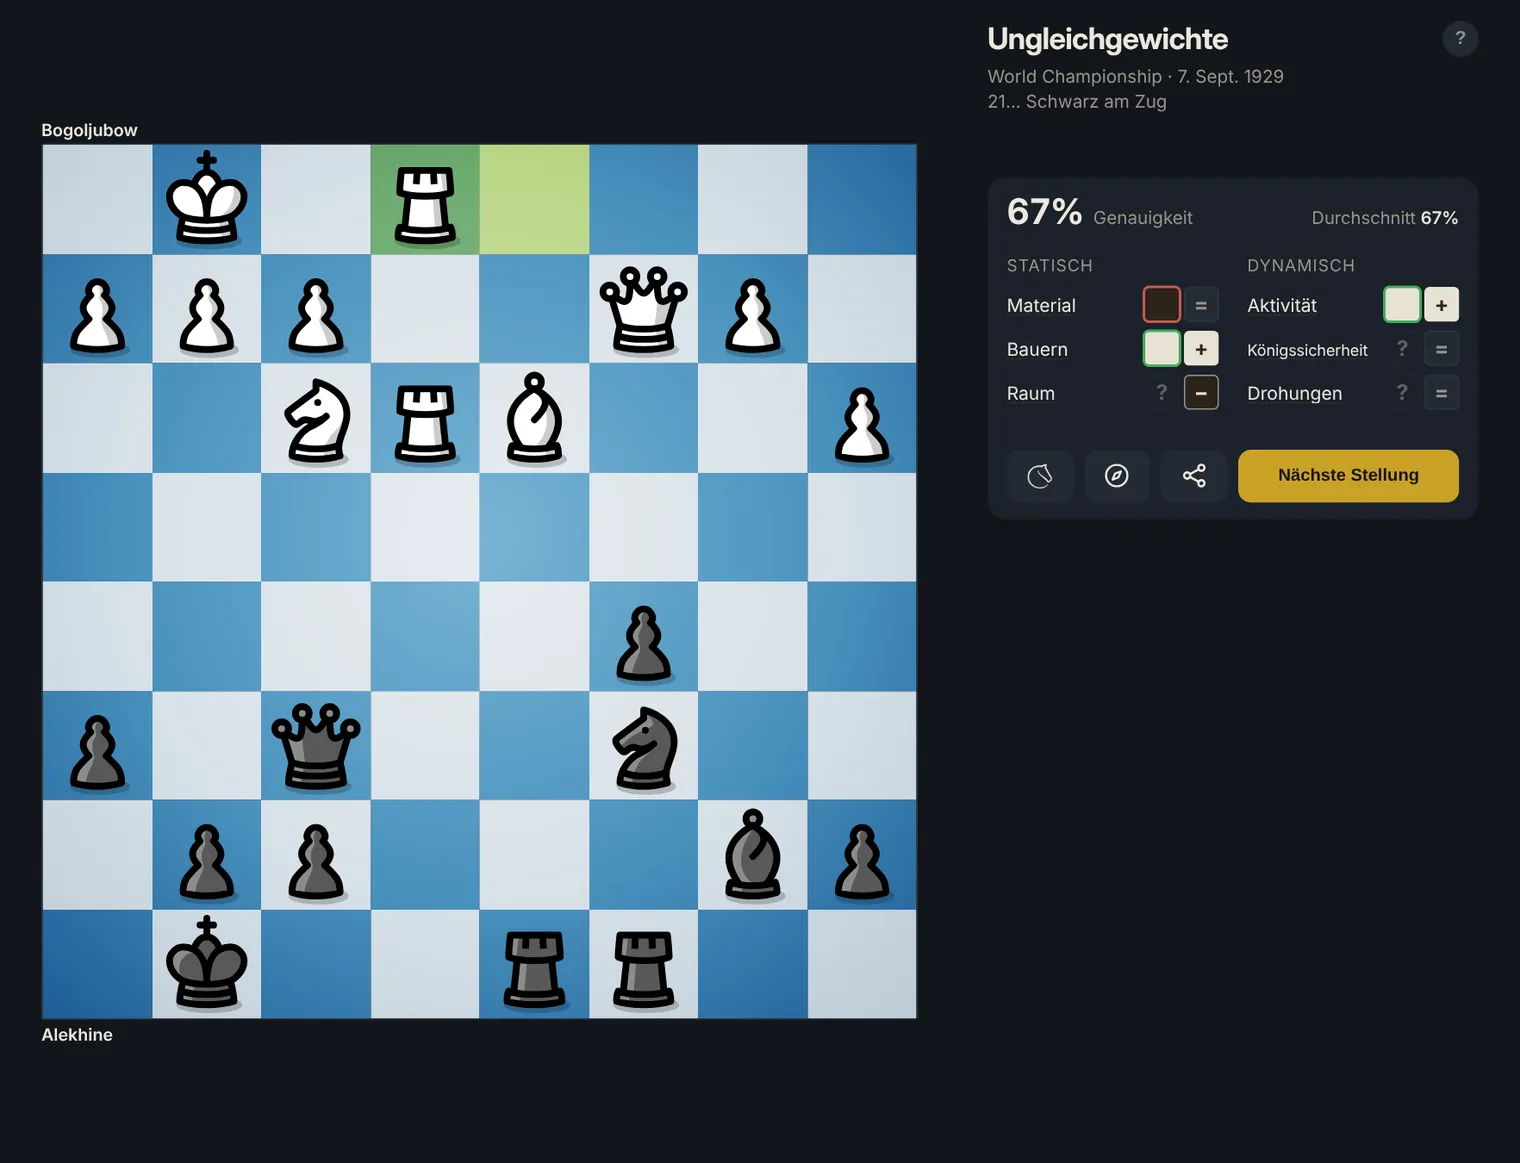 Ungleichgewichte
?
World Championship · 7. Sept. 1929
21... Schwarz am Zug
Bogoljubow
67% Genauigkeit
Durchschnitt 67%
STATISCH
DYNAMISCH
Material =
Aktivität +
Bauern +
Königssicherheit ? =
Raum ? −
Drohungen ? =
Nächste Stellung
Alekhine